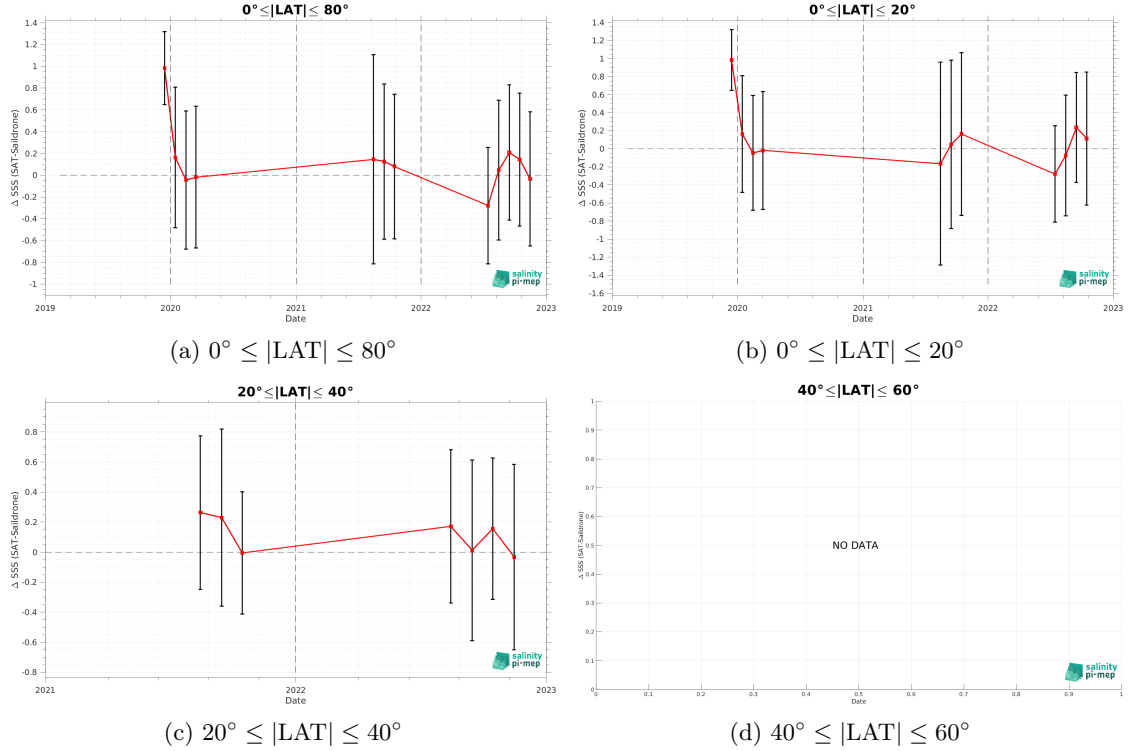 0°≤|LAT|≤ 80°
1.4
1.2
1
0.8
0.6
0.4
0.2
0
-0.2
-0.4
-0.6
-0.8
-1
Δ SSS (SAT-Saildrone)
salinity
pi-mep
2019
2020
2021
2022
2023
Date
(a) 0° ≤ |LAT| ≤ 80°
0°≤|LAT|≤ 20°
1.4
1.2
1
0.8
0.6
0.4
0.2
0
-0.2
-0.4
-0.6
-0.8
-1
-1.2
-1.4
-1.6
Δ SSS (SAT-Saildrone)
salinity
pi-mep
2019
2020
2021
2022
2023
Date
(b) 0° ≤ |LAT| ≤ 20°
20°≤|LAT|≤ 40°
0.8
0.6
0.4
0.2
0
-0.2
-0.4
-0.6
-0.8
Δ SSS (SAT-Saildrone)
salinity
pi-mep
2021
2022
2023
Date
(c) 20° ≤ |LAT| ≤ 40°
40°≤|LAT|≤ 60°
1
0.9
0.8
0.7
0.6
0.5
0.4
0.3
0.2
0.1
0
Δ SSS (SAT-Saildrone)
NO DATA
salinity
pi-mep
0
0.1
0.2
0.3
0.4
0.5
0.6
0.7
0.8
0.9
1
Date
(d) 40° ≤ |LAT| ≤ 60°